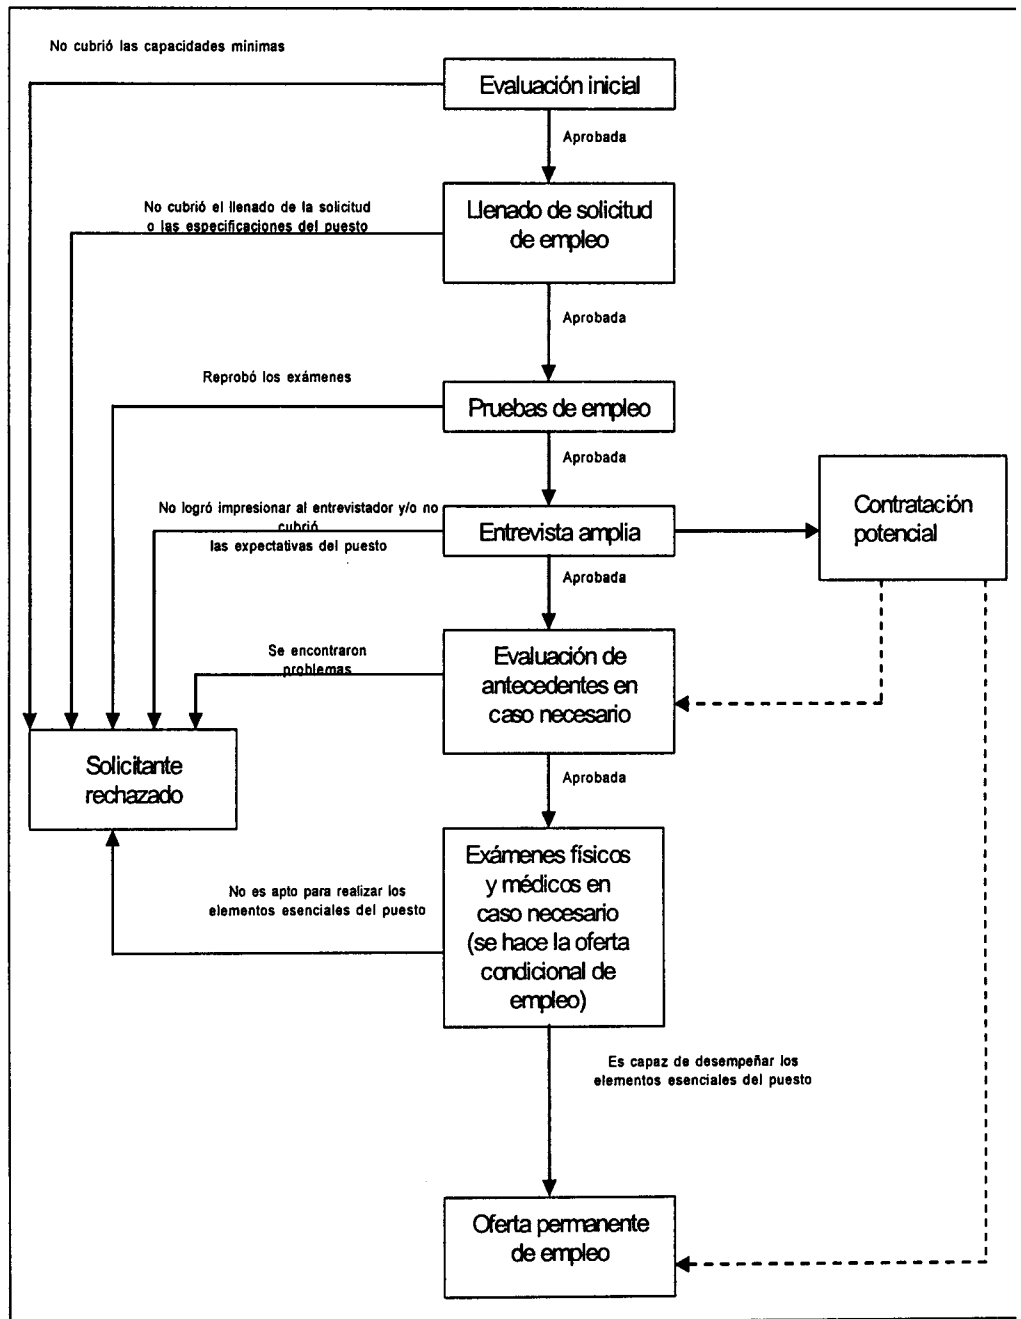 No cubrió las capacidades mínimas
Evaluación inicial
Aprobada
No cubrió el llenado de la solicitud
o las especificaciones del puesto
Llenado de solicitud
de empleo
Aprobada
Reprobó los exámenes
Pruebas de empleo
Aprobada
No logró impresionar al entrevistador y/o no
cubrió
las expectativas del puesto
Entrevista amplia
Contratación
potencial
Aprobada
Se encontraron
problemas
Evaluación de
antecedentes en
caso necesario
Solicitante
rechazado
Aprobada
No es apto para realizar los
elementos esenciales del puesto
Exámenes físicos
y médicos en
caso necesario
(se hace la oferta
condicional de
empleo)
Es capaz de desempeñar los
elementos esenciales del puesto
Oferta permanente
de empleo